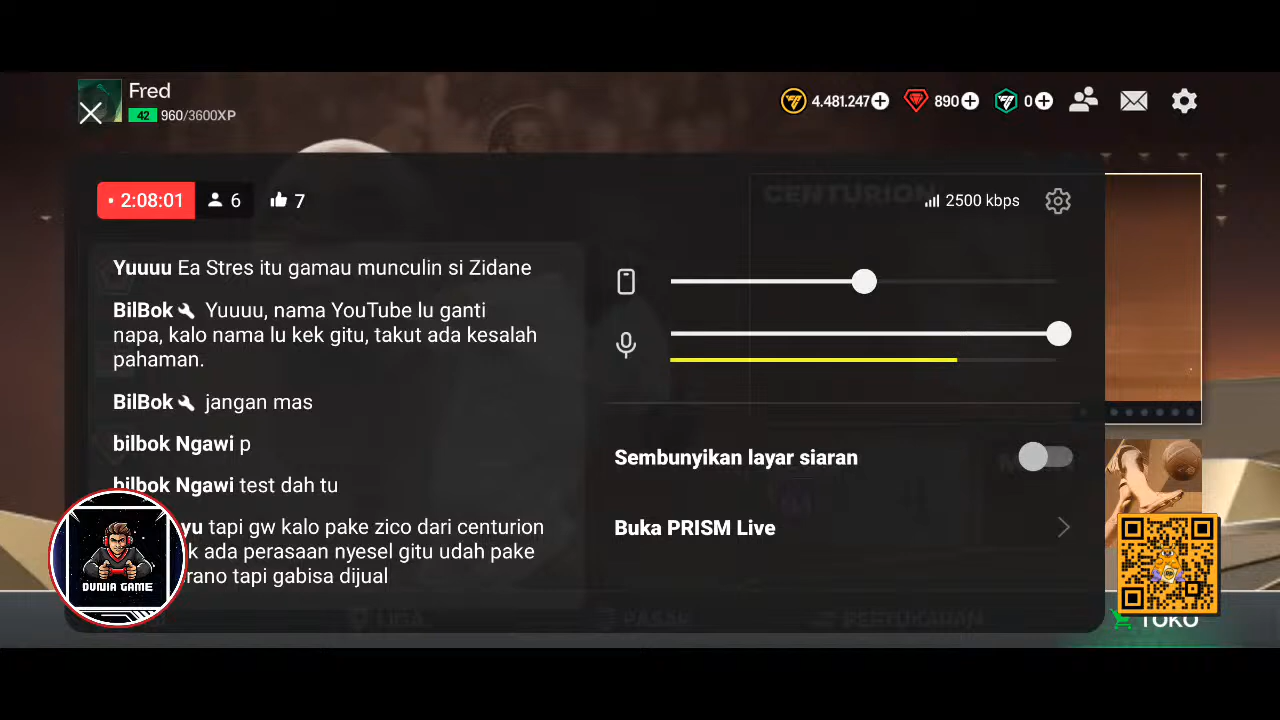 Fred
42 960/3600XP
4.481.247
890
0
CENTURION
2:08:01
6
7
2500 kbps
Yuuuu Ea Stres itu gamau munculin si Zidane
BilBok Yuuuu, nama YouTube lu ganti
napa, kalo nama lu kek gitu, takut ada kesalah
pahaman.
BilBok jangan mas
bilbok Ngawi p
bilbok Ngawi test dah tu
yu tapi gw kalo pake zico dari centurion
k ada perasaan nyesel gitu udah pake
rano tapi gabisa dijual
Sembunyikan layar siaran
Buka PRISM Live
DUNIA GAME
LIGA
PASAR
PERTUKARAN
TOKO